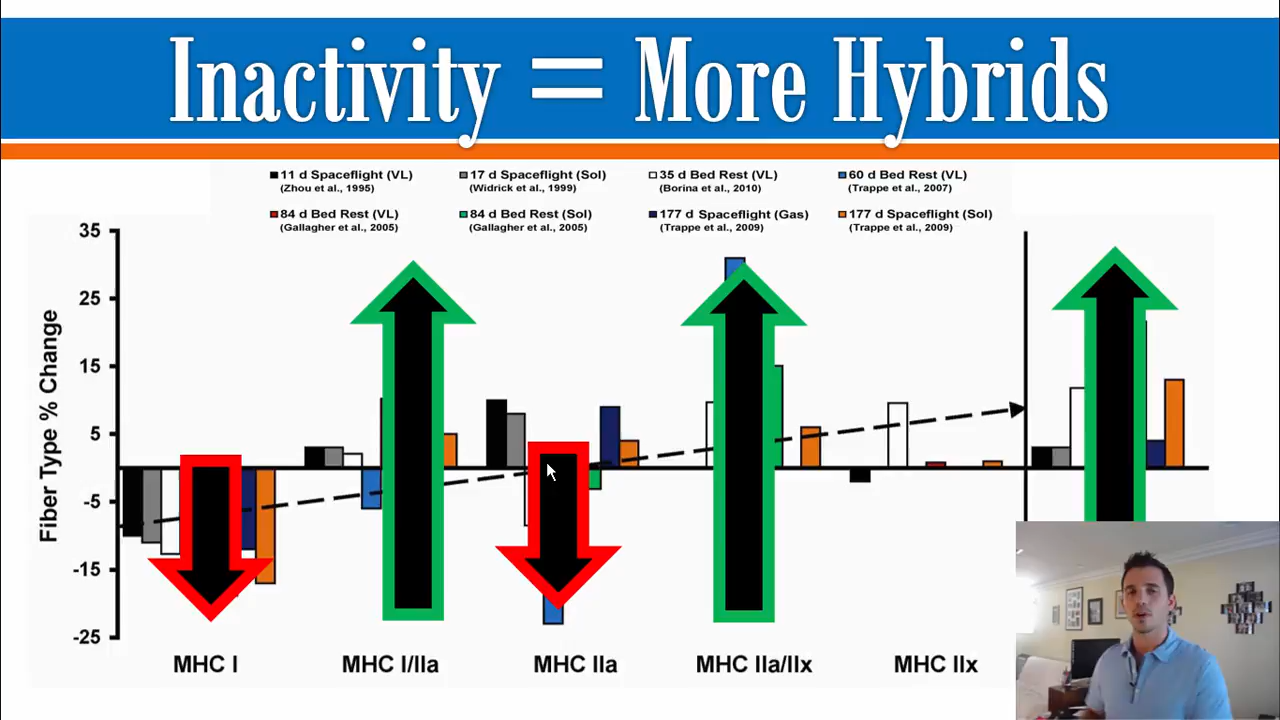 Inactivity = More Hybrids
11 d Spaceflight (VL) 17 d Spaceflight (Sol) 35 d Bed Rest (VL) 60 d Bed Rest (VL)
(Zhou et al., 1995) (Widrick et al., 1999) (Borina et al., 2010) (Trappe et al., 2007)
84 d Bed Rest (VL) 84 d Bed Rest (Sol) 177 d Spaceflight (Gas) 177 d Spaceflight (Sol)
(Gallagher et al., 2005) (Gallagher et al., 2005) (Trappe et al., 2009) (Trappe et al., 2009)
Fiber Type % Change
35
25
15
5
-5
-15
-25
MHC I MHC I/IIa MHC IIa MHC IIa/IIx MHC IIx